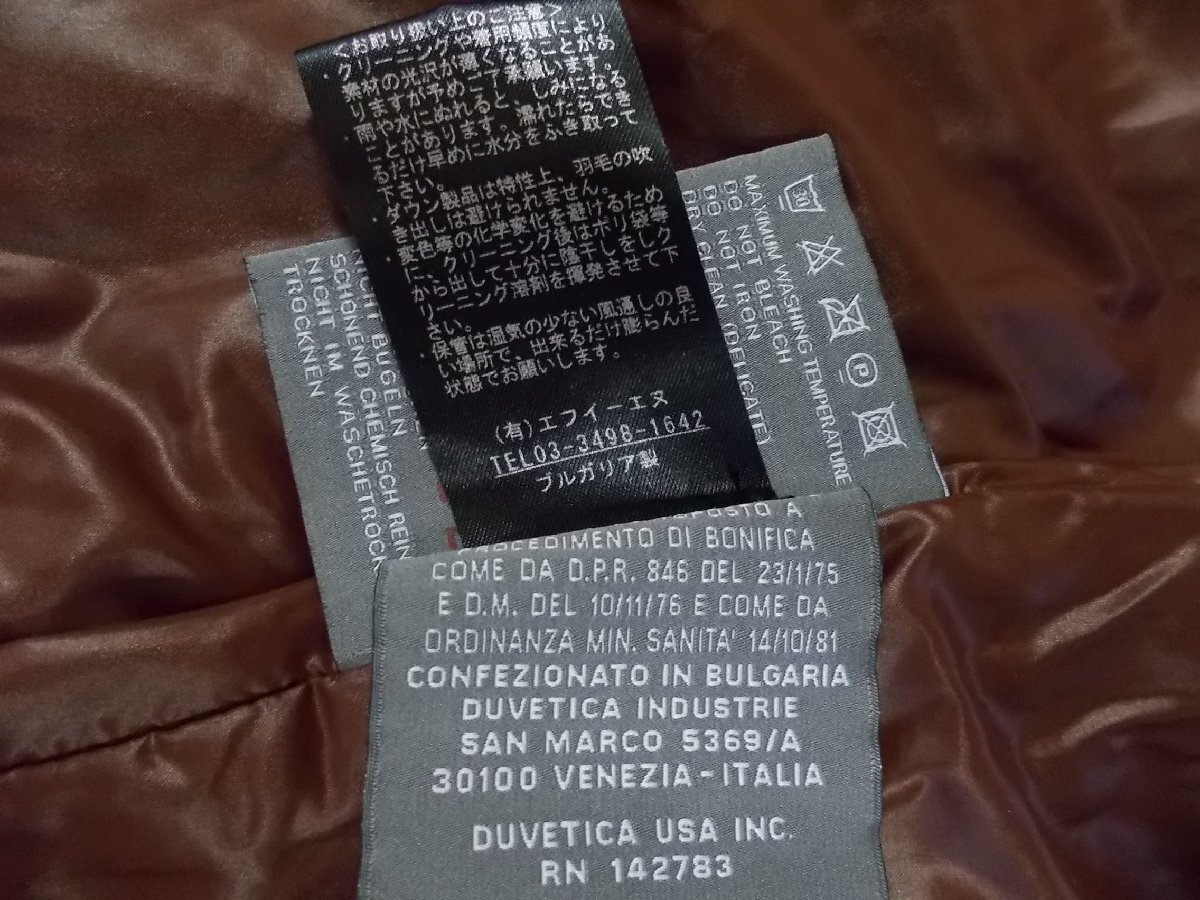 <お取り扱い上のご注意>
・クリーニングや着用頻度により
素材の光沢が薄くなることがあ
りますが予めご了承願います。
・雨や水にぬれると、しみになる
ことがあります。濡れたらでき
るだけ早めに水分をふき取って
下さい。
・ダウン製品は特性上、羽毛の吹
き出しは避けられません。
・変色等の化学変化を避けるため
に、クリーニング後はポリ袋等
から出して十分に陰干しをしク
リーニング溶剤を揮発させて下
さい。
・保管は湿気の少ない風通しの良
い場所で、出来るだけ膨らんだ
状態でお願いします。
(有)エフイーエヌ
TEL03-3498-1642
ブルガリア製
30
MAXIMUM WASHING TEMPERATURE
DO NOT BLEACH
DO NOT IRON
DRY CLEAN (DELICATE)
P
NICHT BUGELN
SCHONEND CHEMISCH REIN
NICHT IM WASCHETROCK
TROCKNEN
A
PROCEDIMENTO DI BONIFICA
COME DA D.P.R. 846 DEL 23/1/75
E D.M. DEL 10/11/76 E COME DA
ORDINANZA MIN. SANITA' 14/10/81
CONFEZIONATO IN BULGARIA
DUVETICA INDUSTRIE
SAN MARCO 5369/A
30100 VENEZIA-ITALIA
DUVETICA USA INC.
RN 142783